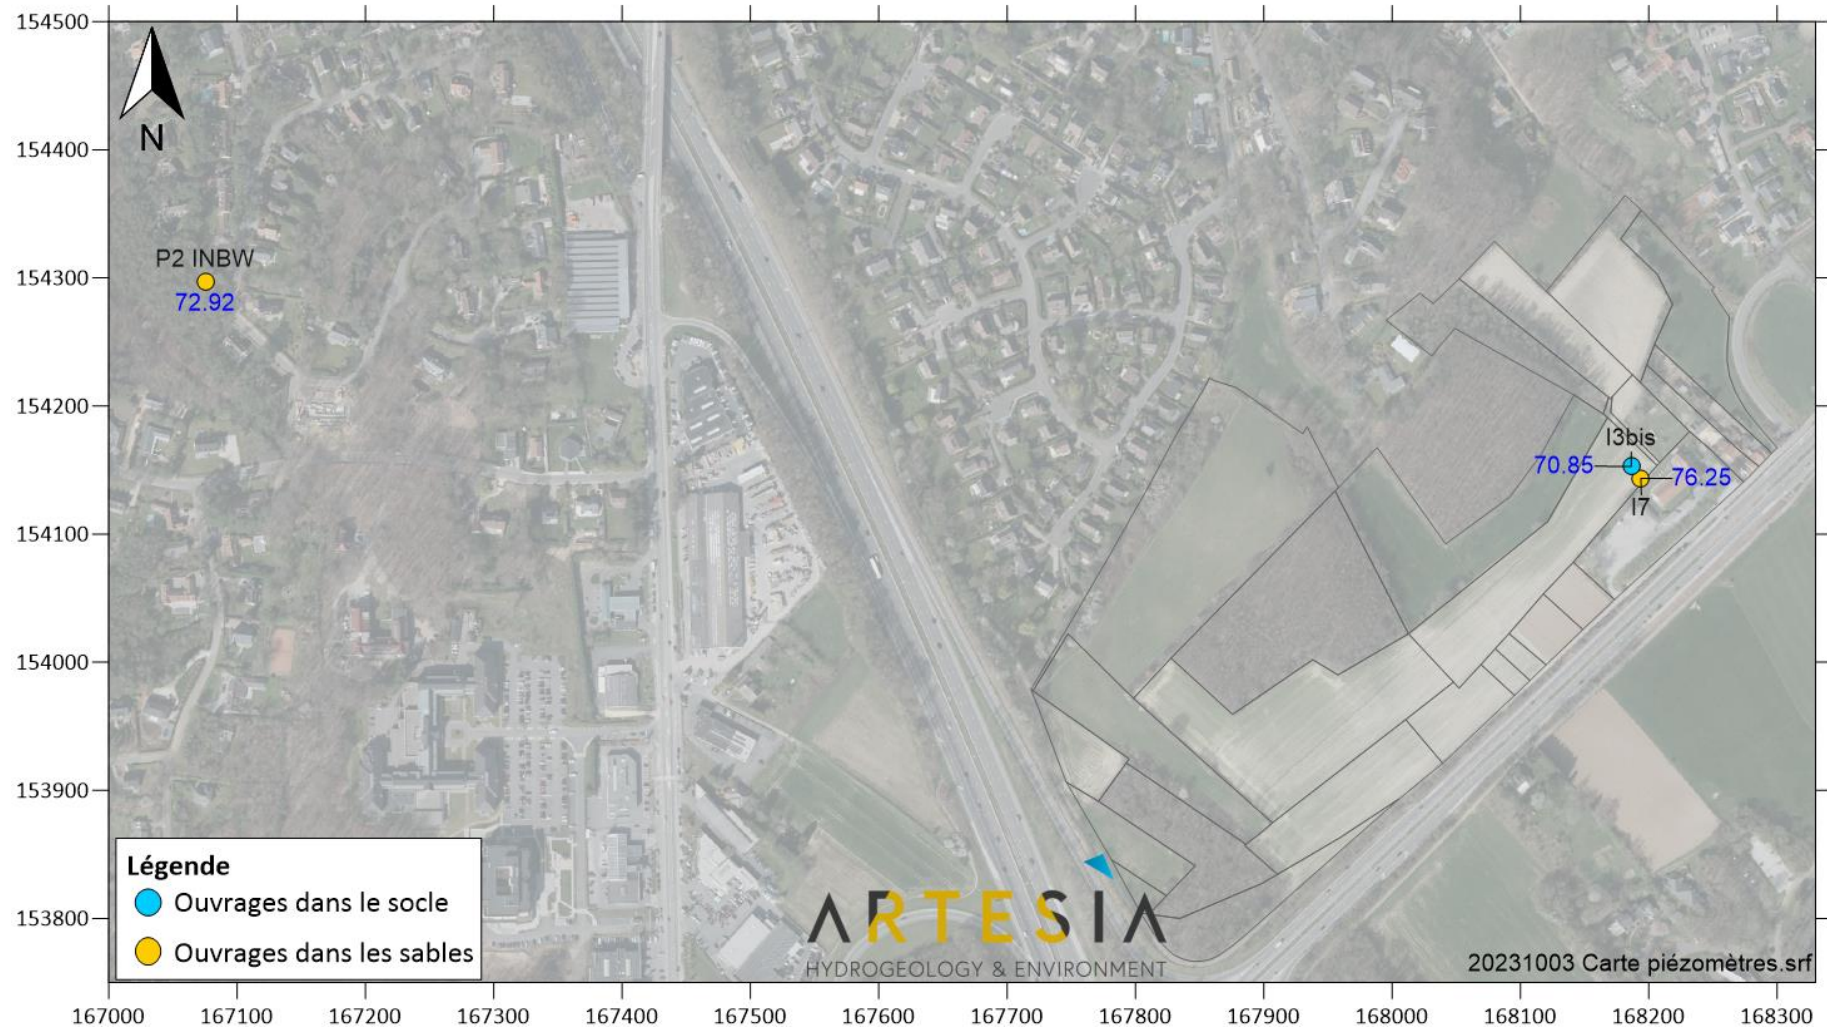 154500
154400
154300
154200
154100
154000
153900
153800
N
P2 INBW
72.92
I3bis
70.85
76.25
I7
Légende
Ouvrages dans le socle
Ouvrages dans les sables
ARTESIA
HYDROGEOLOGY & ENVIRONMENT
20231003 Carte piézomètres.srf
167000 167100 167200 167300 167400 167500 167600 167700 167800 167900 168000 168100 168200 168300